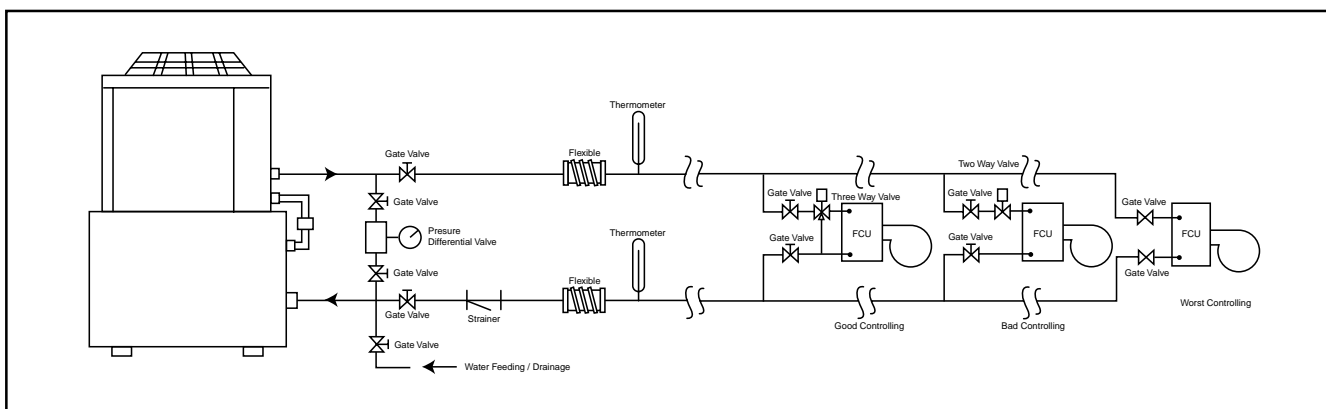 Thermometer
Gate Valve
Flexible
Two Way Valve
Gate Valve
Gate Valve
Three Way Valve
Gate Valve
Gate Valve
Presure
Differential Valve
FCU
FCU
FCU
Thermometer
Gate Valve
Gate Valve
Gate Valve
Gate Valve
Flexible
Gate Valve
Strainer
Good Controlling
Bad Controlling
Worst Controlling
Gate Valve
Water Feeding / Drainage